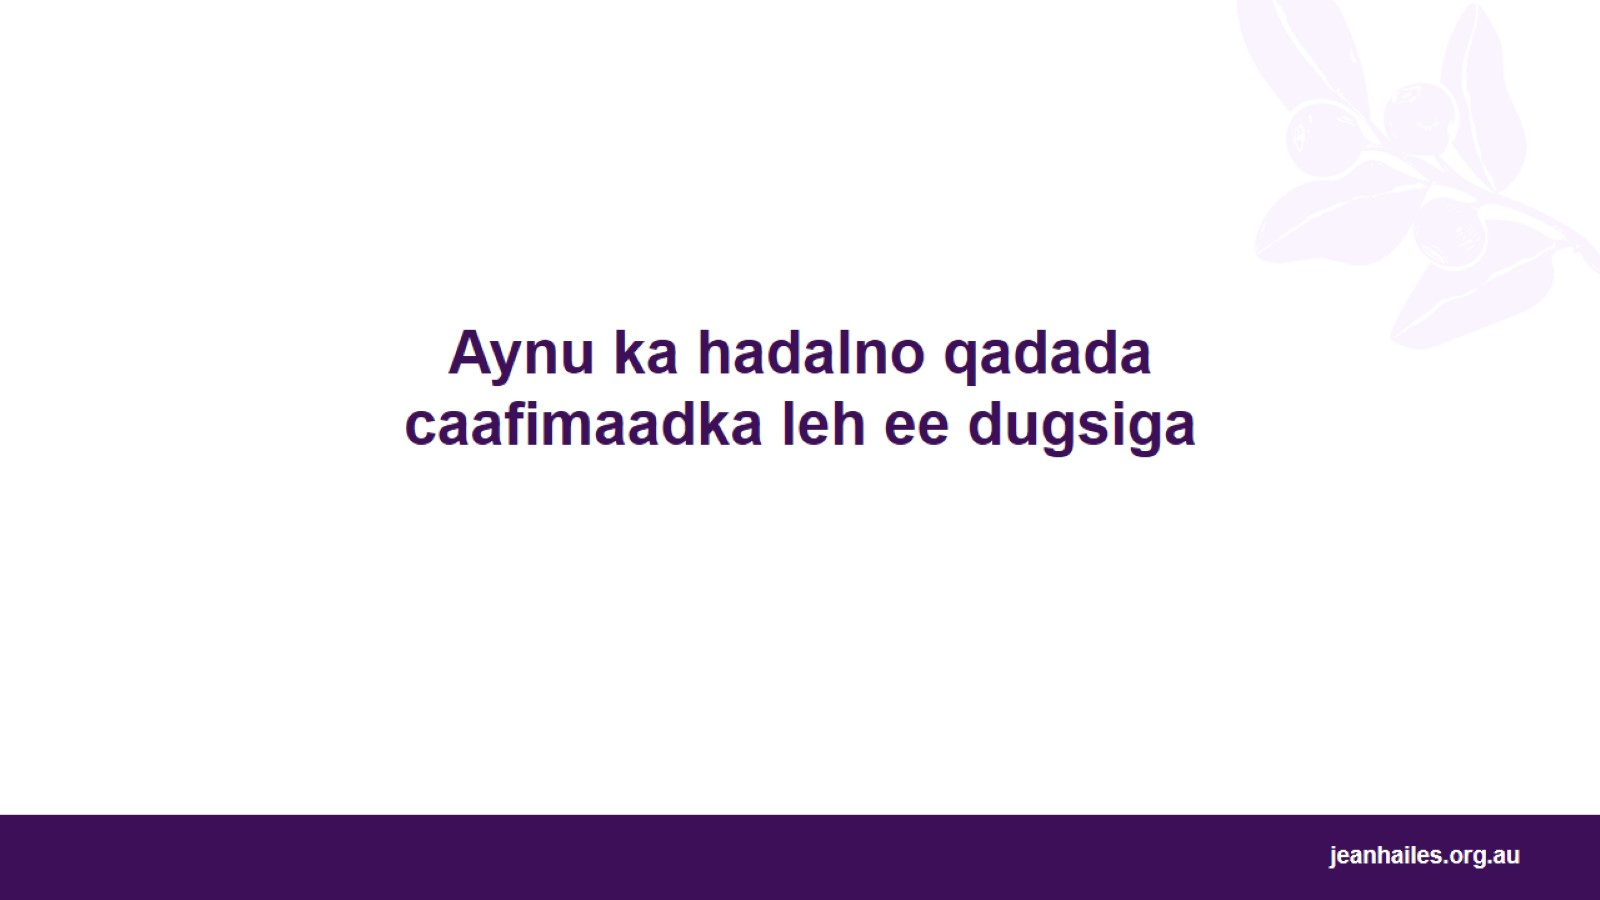 Aynu ka hadalno qadada
caafimaadka leh ee dugsiga
jeanhailes.org.au